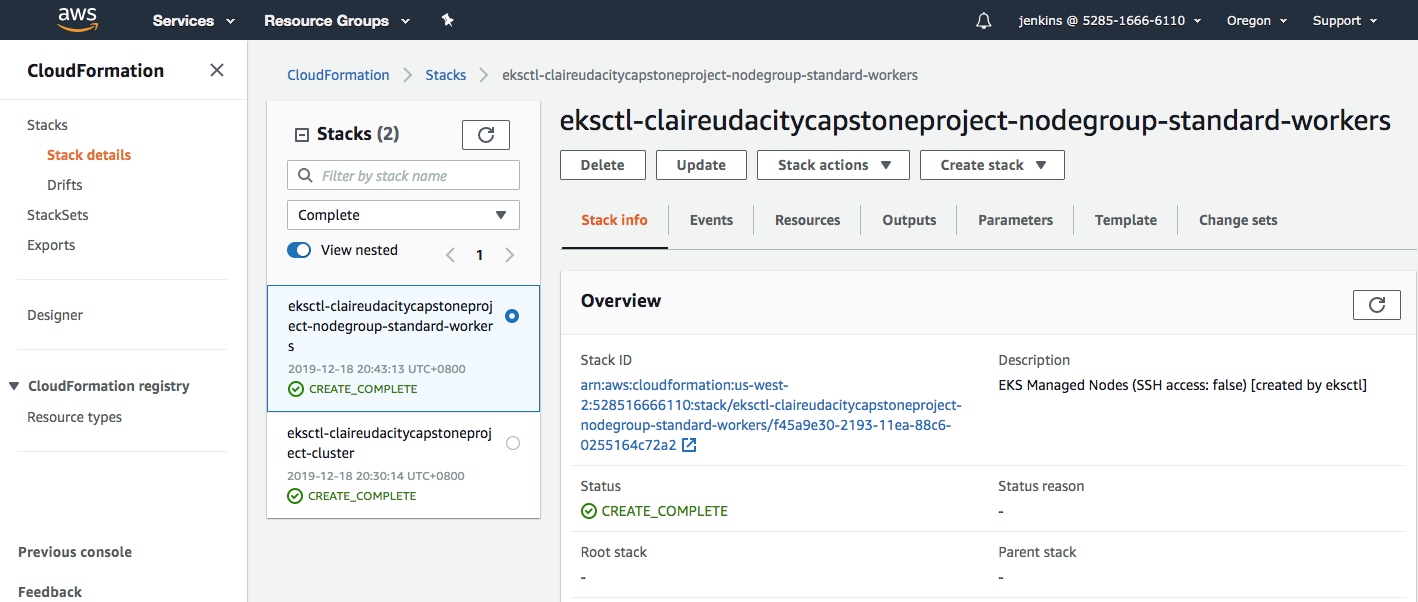 aws
Services
Resource Groups
jenkins @ 5285-1666-6110
Oregon
Support
CloudFormation
Stacks
Stack details
Drifts
StackSets
Exports
Designer
CloudFormation registry
Resource types
Previous console
Feedback
CloudFormation
Stacks
eksctl-claireudacitycapstoneproject-nodegroup-standard-workers
Stacks (2)
Filter by stack name
Complete
View nested
1
eksctl-claireudacitycapstoneproj
ect-nodegroup-standard-worker
s
2019-12-18 20:43:13 UTC+0800
CREATE_COMPLETE
eksctl-claireudacitycapstoneproj
ect-cluster
2019-12-18 20:30:14 UTC+0800
CREATE_COMPLETE
eksctl-claireudacitycapstoneproject-nodegroup-standard-workers
Delete
Update
Stack actions
Create stack
Stack info
Events
Resources
Outputs
Parameters
Template
Change sets
Overview
Stack ID
arn:aws:cloudformation:us-west-
2:528516666110:stack/eksctl-claireudacitycapstoneproject-
nodegroup-standard-workers/f45a9e30-2193-11ea-88c6-
0255164c72a2
Description
EKS Managed Nodes (SSH access: false) [created by eksctl]
Status
CREATE_COMPLETE
Status reason
-
Root stack
-
Parent stack
-